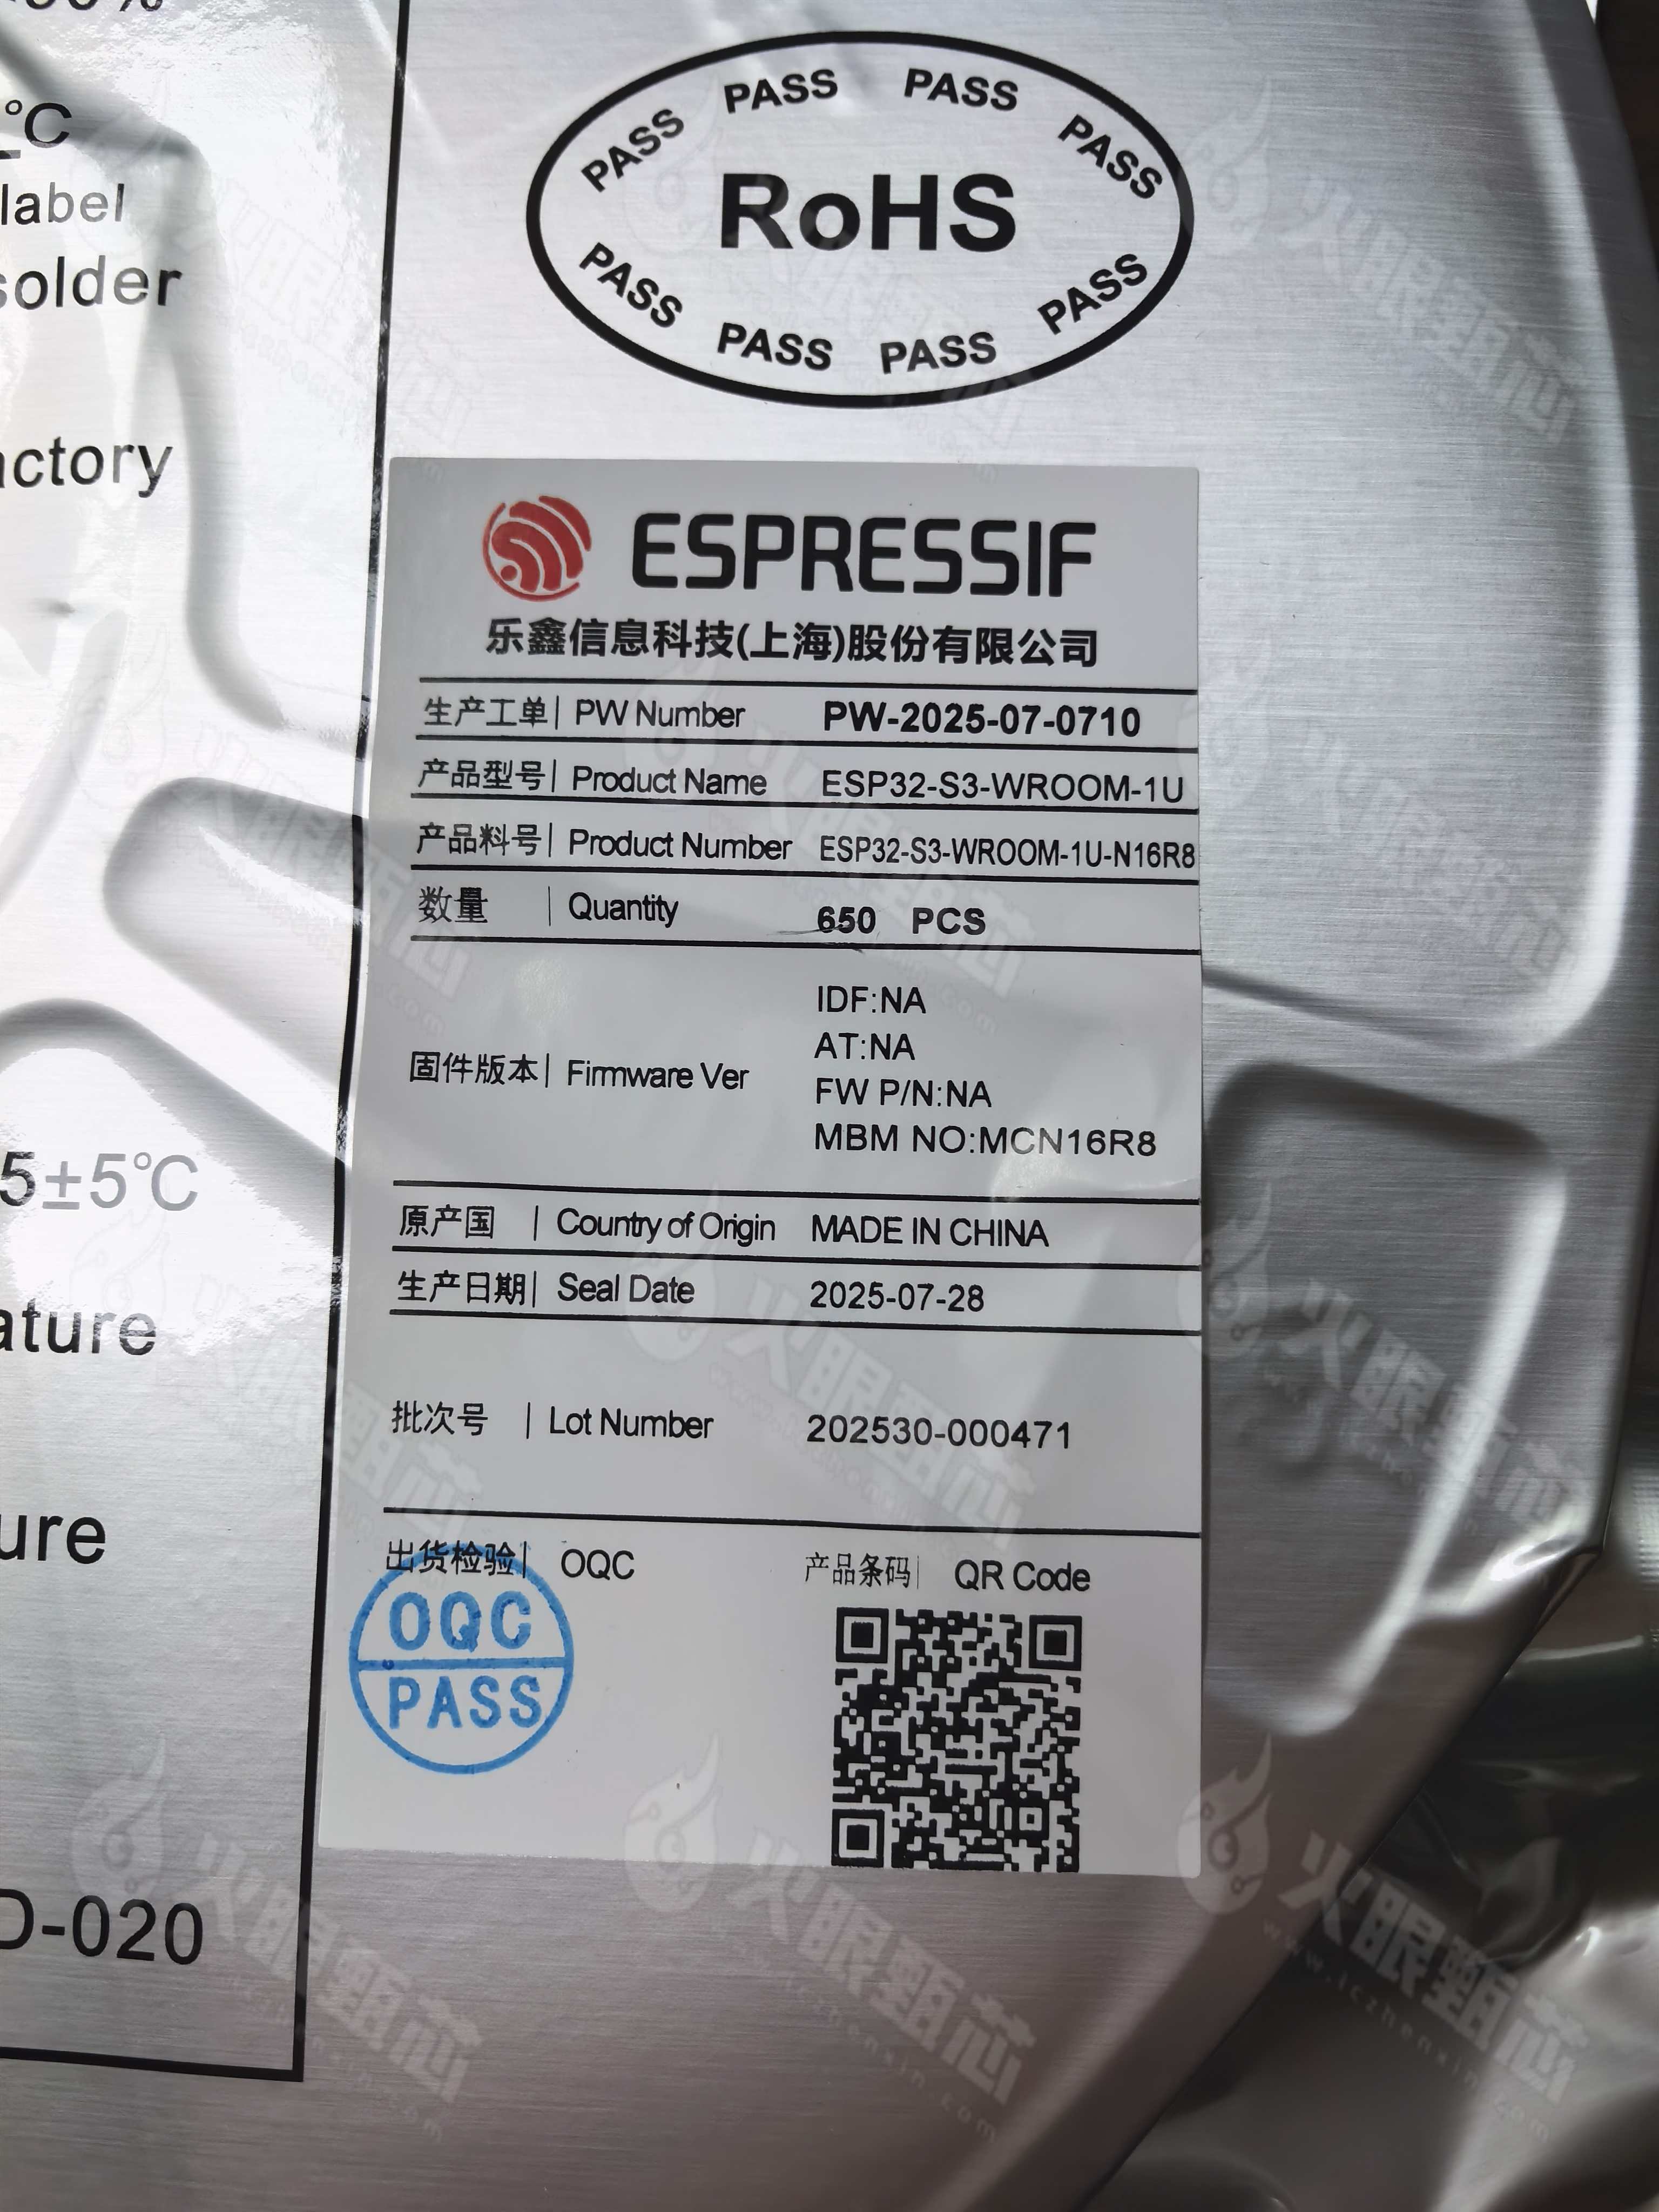 °C
label
solder
actory
5±5℃
ature
ure
D-020
PASS PASS PASS PASS
RoHS
PASS PASS PASS PASS
ESPRESSIF
乐鑫信息科技(上海)股份有限公司
生产工单| PW Number PW-2025-07-0710
产品型号| Product Name ESP32-S3-WROOM-1U
产品料号| Product Number ESP32-S3-WROOM-1U-N16R8
数量 | Quantity 650 PCS
固件版本| Firmware Ver
IDF:NA
AT:NA
FW P/N:NA
MBM NO:MCN16R8
原产国 | Country of Origin MADE IN CHINA
生产日期| Seal Date 2025-07-28
批次号 | Lot Number 202530-000471
出货检验| OQC 产品条码| QR Code
OQC
PASS
火眼甄芯